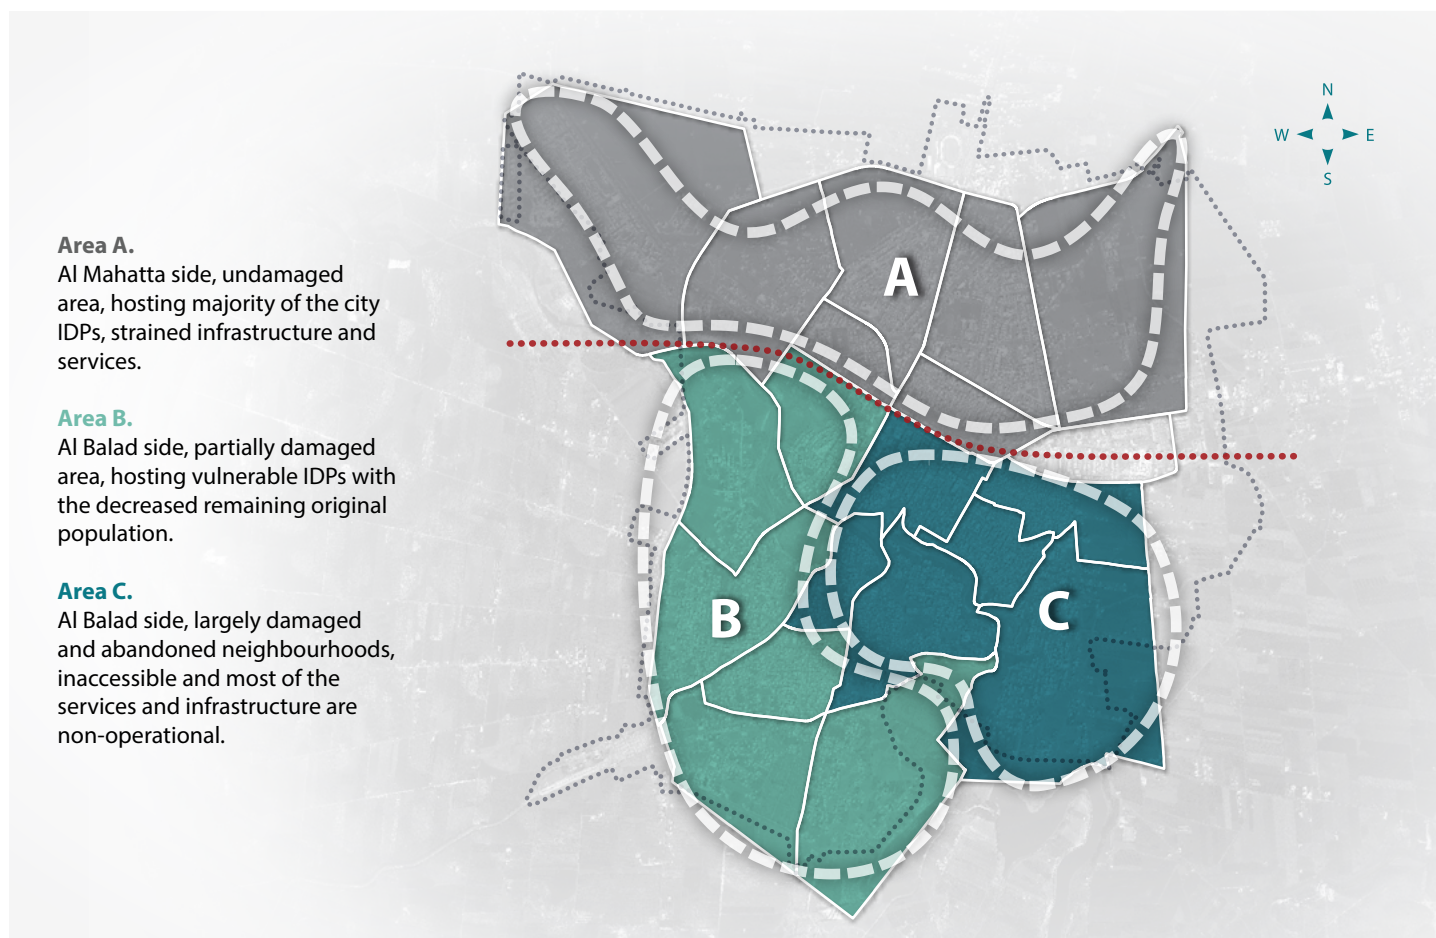 Area A.
Al Mahatta side, undamaged
area, hosting majority of the city
IDPs, strained infrastructure and
services.
Area B.
Al Balad side, partially damaged
area, hosting vulnerable IDPs with
the decreased remaining original
population.
Area C.
Al Balad side, largely damaged
and abandoned neighbourhoods,
inaccessible and most of the
services and infrastructure are
non-operational.
N
W E
S
A
B
C